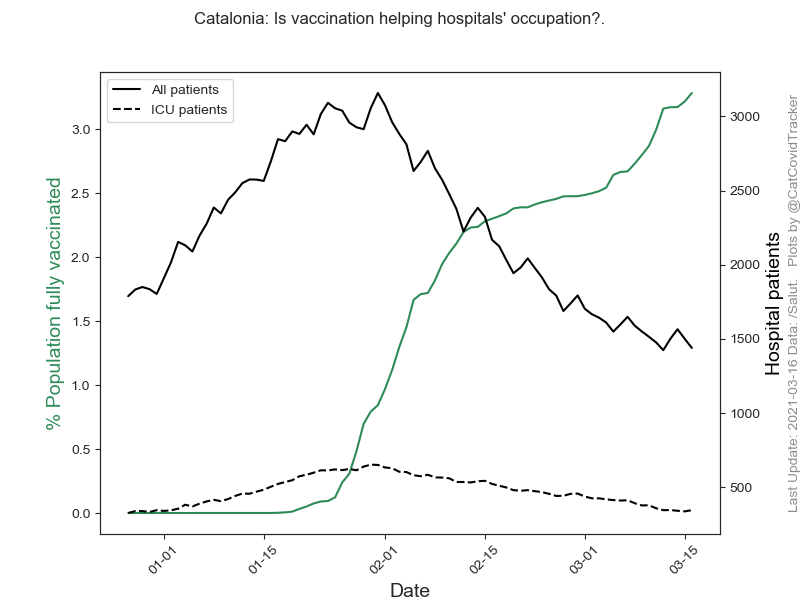 Catalonia: Is vaccination helping hospitals' occupation?.
All patients
ICU patients
% Population fully vaccinated
3.0
2.5
2.0
1.5
1.0
0.5
0.0
3000
2500
2000
1500
1000
500
Hospital patients
Last Update: 2021-03-16 Data: /Salut. Plots by @CatCovidTracker
01-01
01-15
02-01
02-15
03-01
03-15
Date